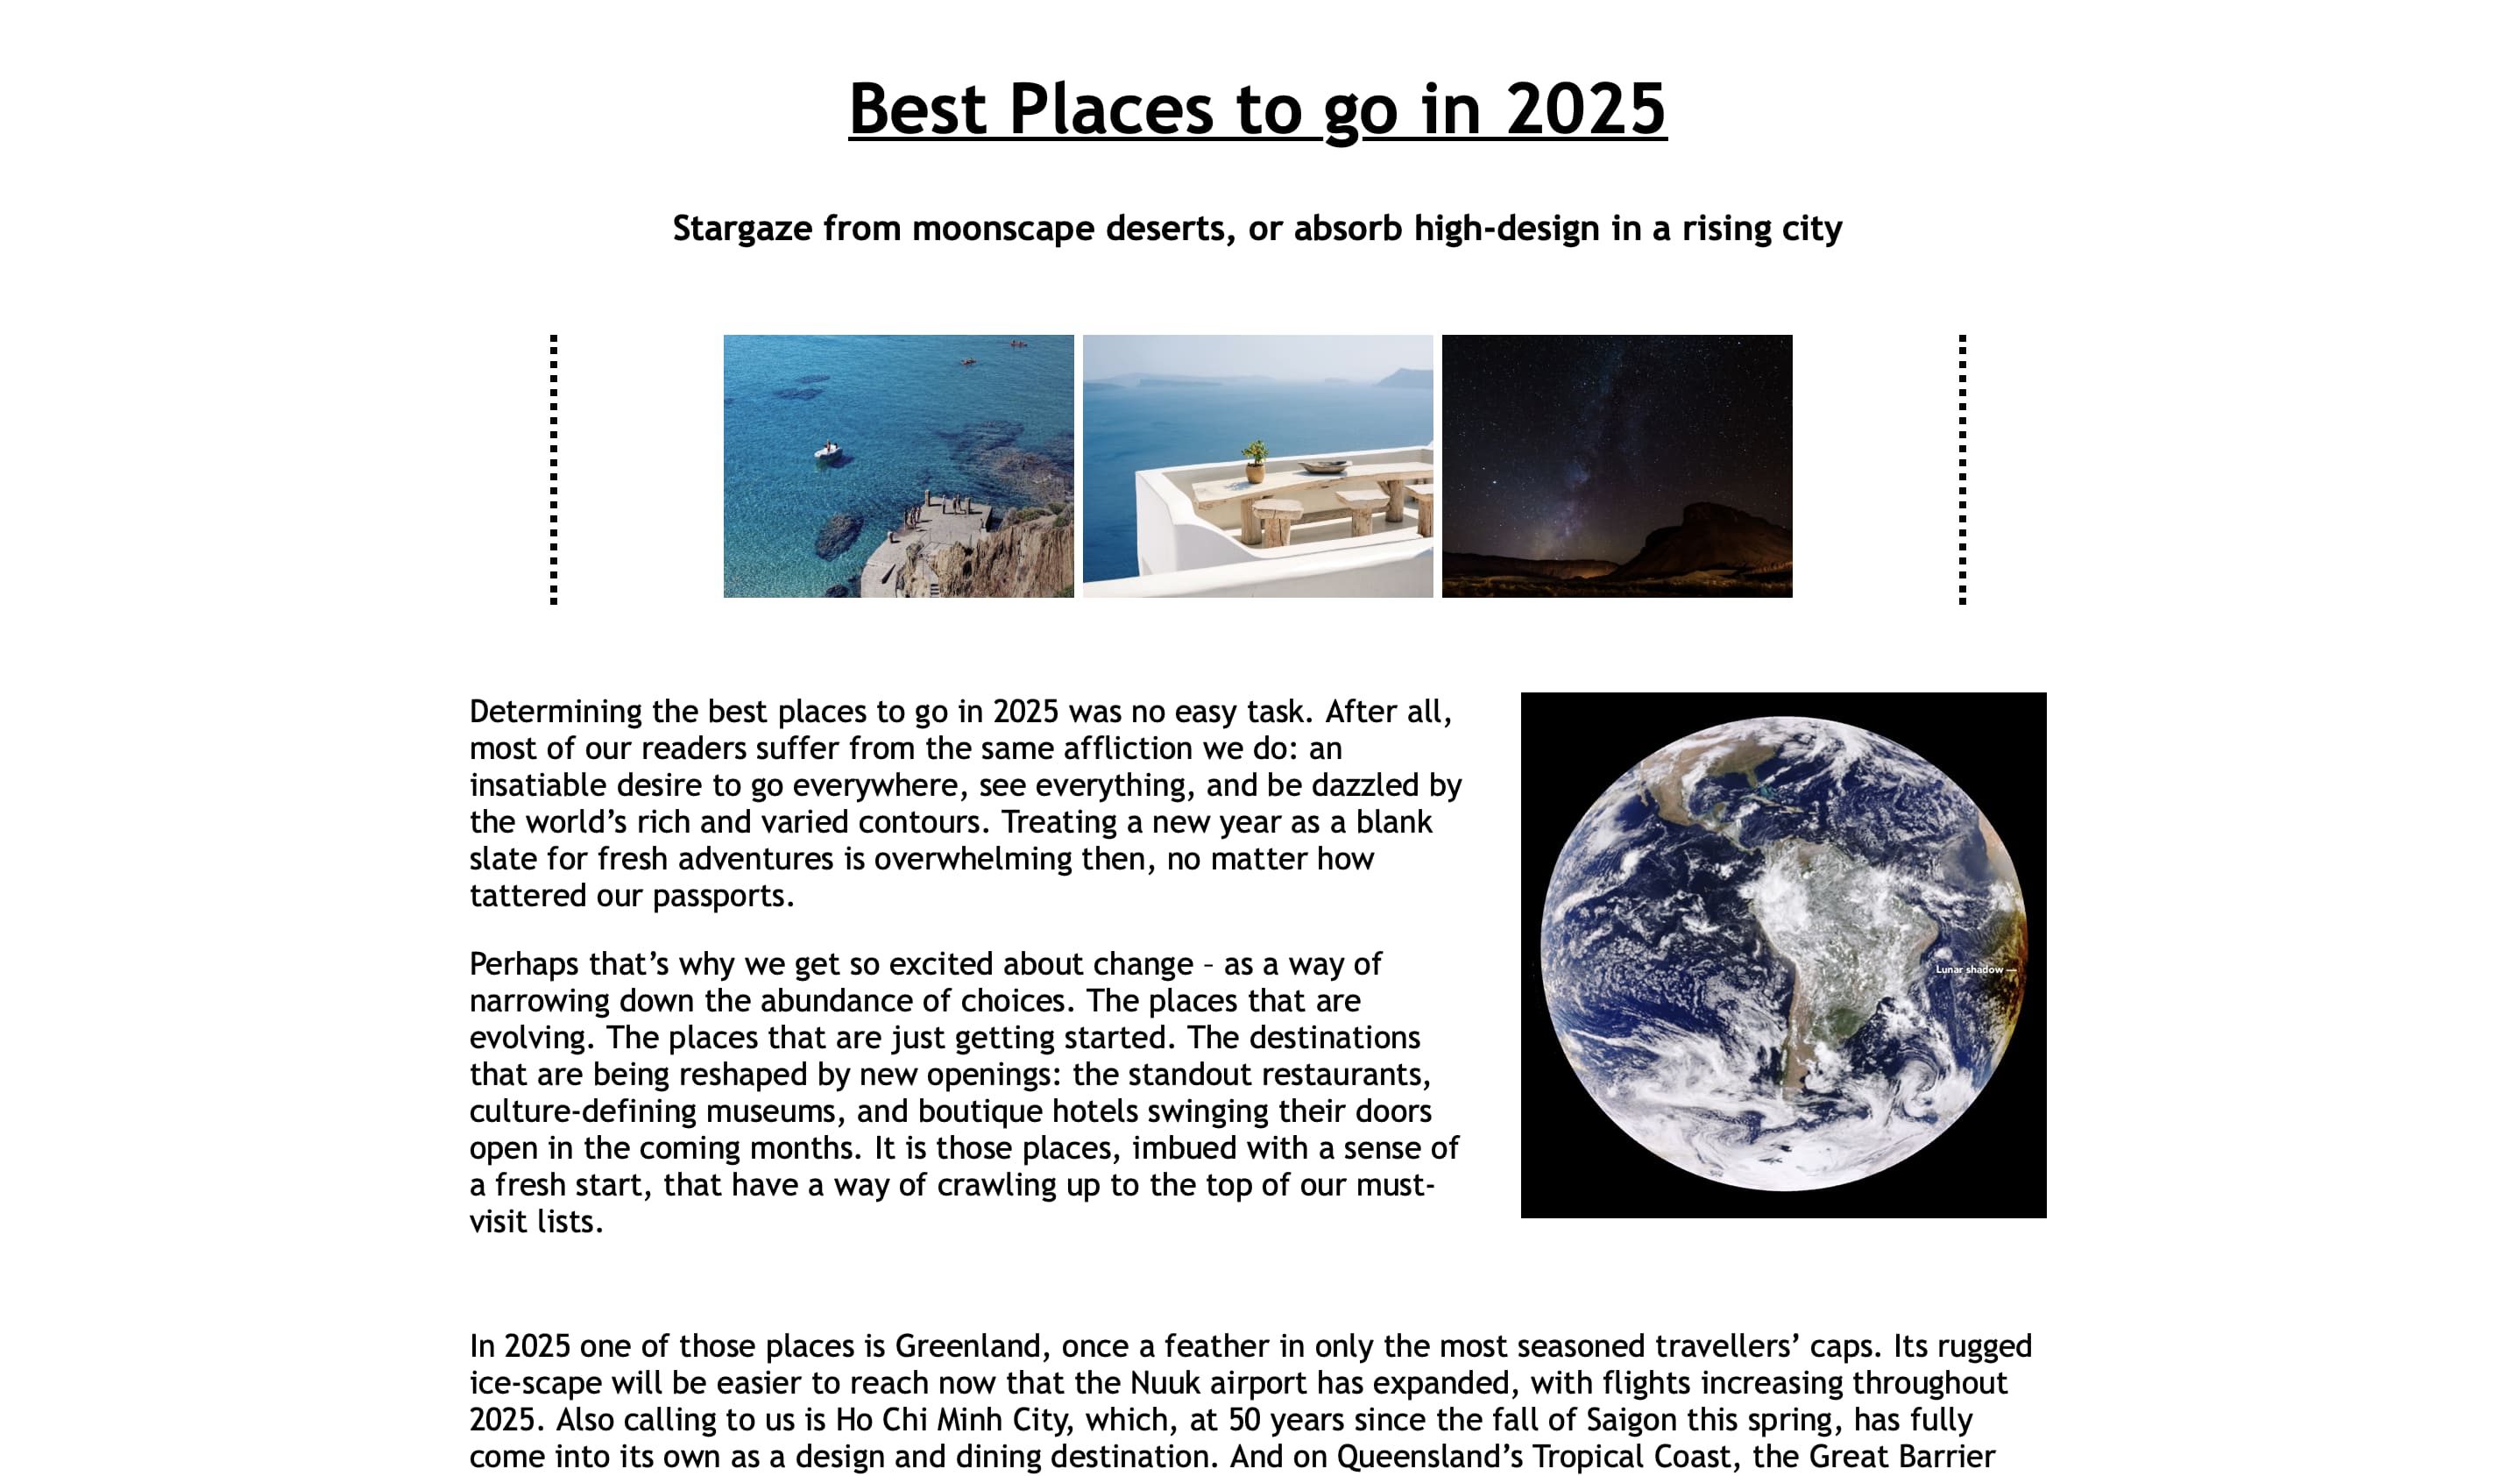 Best Places to go in 2025
Stargaze from moonscape deserts, or absorb high-design in a rising city
Determining the best places to go in 2025 was no easy task. After all,
most of our readers suffer from the same affliction we do: an
insatiable desire to go everywhere, see everything, and be dazzled by
the world’s rich and varied contours. Treating a new year as a blank
slate for fresh adventures is overwhelming then, no matter how
tattered our passports.
Perhaps that’s why we get so excited about change – as a way of
narrowing down the abundance of choices. The places that are
evolving. The places that are just getting started. The destinations
that are being reshaped by new openings: the standout restaurants,
culture-defining museums, and boutique hotels swinging their doors
open in the coming months. It is those places, imbued with a sense of
a fresh start, that have a way of crawling up to the top of our must-
visit lists.
Lunar shadow —
In 2025 one of those places is Greenland, once a feather in only the most seasoned travellers’ caps. Its rugged
ice-scape will be easier to reach now that the Nuuk airport has expanded, with flights increasing throughout
2025. Also calling to us is Ho Chi Minh City, which, at 50 years since the fall of Saigon this spring, has fully
come into its own as a design and dining destination. And on Queensland’s Tropical Coast, the Great Barrier